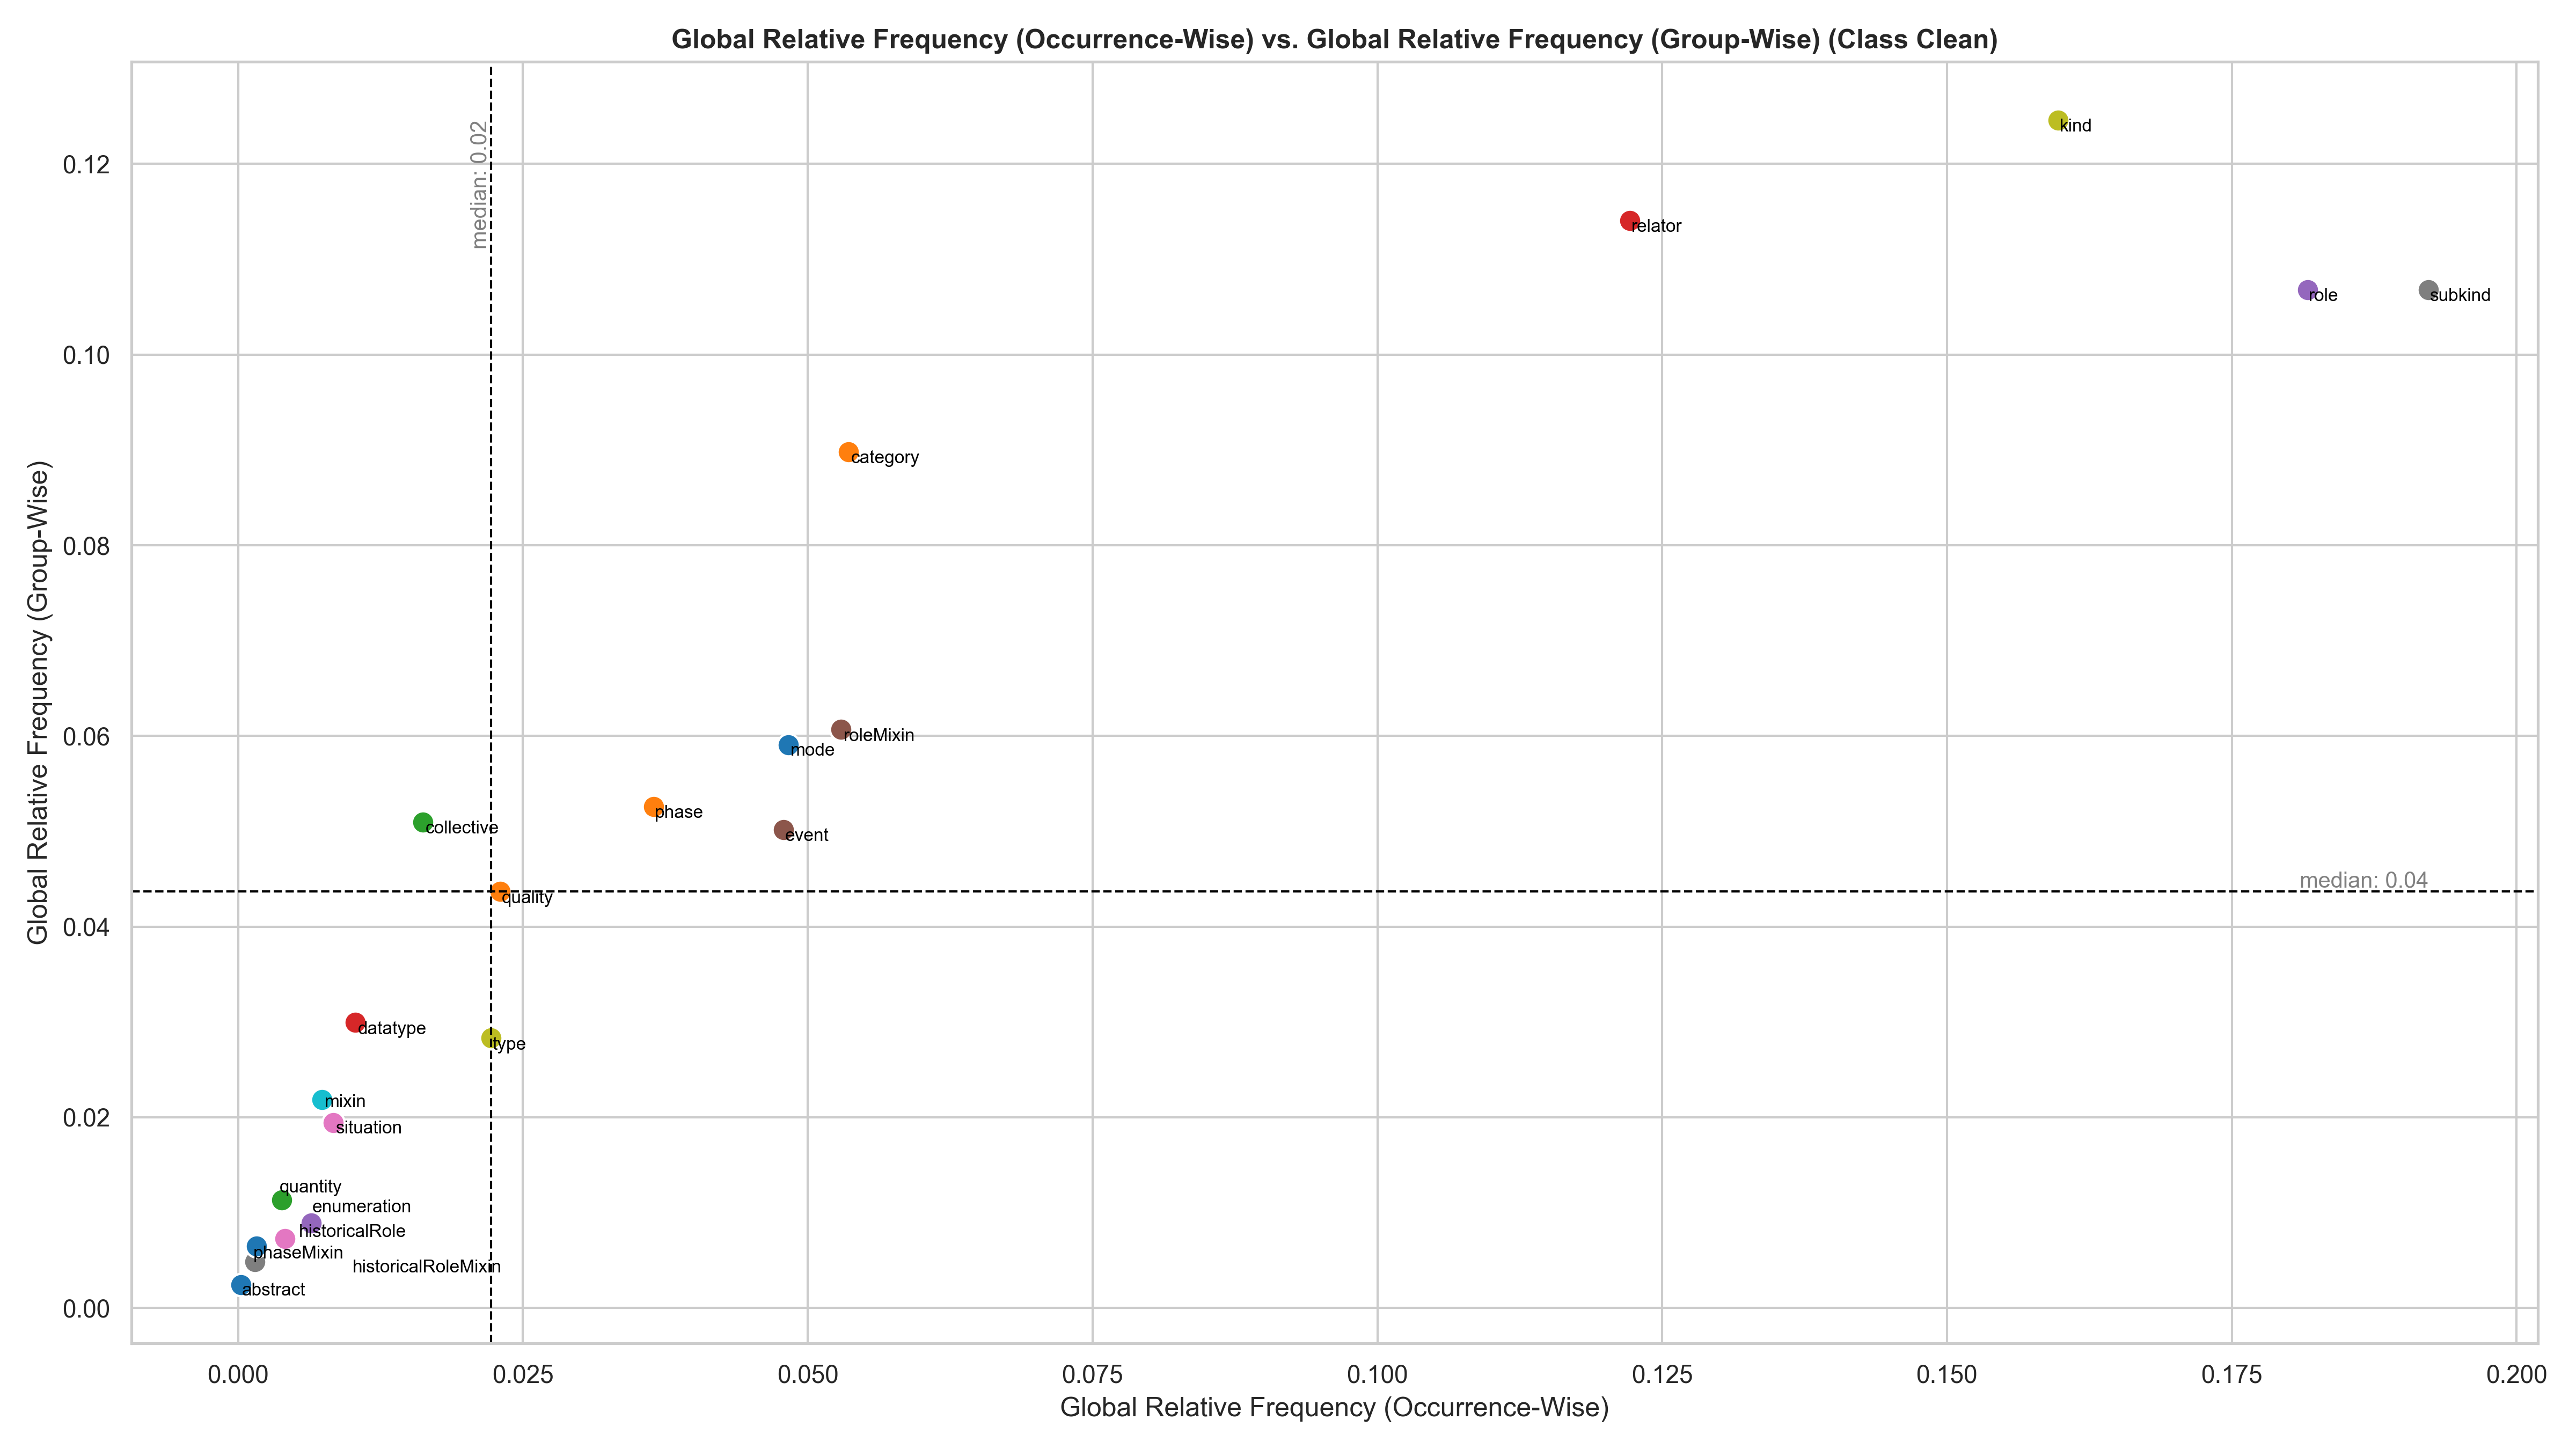 Global Relative Frequency (Occurrence-Wise) vs. Global Relative Frequency (Group-Wise) (Class Clean)
Global Relative Frequency (Group-Wise)
0.12
0.10
0.08
0.06
0.04
0.02
0.00
median: 0.02
kind
relator
role
subkind
category
roleMixin
mode
phase
collective
event
median: 0.04
quality
datatype
type
mixin
situation
quantity
enumeration
historicalRole
phaseMixin
historicalRoleMixin
abstract
0.000
0.025
0.050
0.075
0.100
0.125
0.150
0.175
0.200
Global Relative Frequency (Occurrence-Wise)